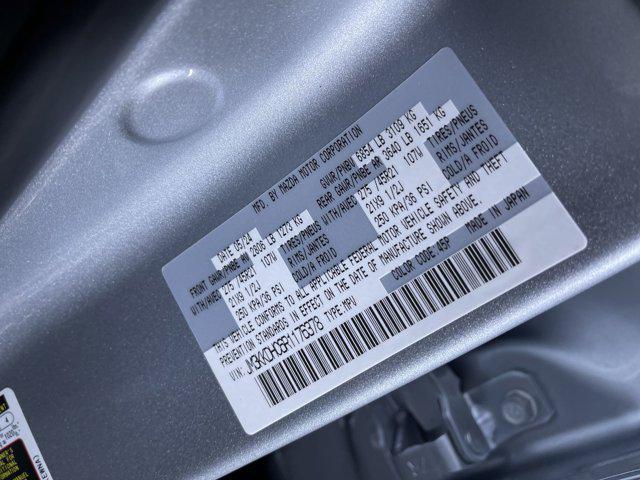 MFD. BY MAZDA MOTOR CORPORATION
DATE 05/24 GVWR/PNBV 6854 LB 3109 KG
FRONT GAWR/PNBE AV 2806 LB 1273 KG REAR GAWR/PNBE AR 3640 LB 1651 KG
WITH/AVEC 275/45R21 107V TIRES/PNEUS WITH/AVEC 275/45R21 107V TIRES/PNEUS
21X9 1/2J RIMS/JANTES 21X9 1/2J RIMS/JANTES
250 KPA/36 PSI COLD/A FROID 250 KPA/36 PSI COLD/A FROID
THIS VEHICLE CONFORMS TO ALL APPLICABLE FEDERAL MOTOR VEHICLE SAFETY AND THEFT
PREVENTION STANDARDS IN EFFECT ON THE DATE OF MANUFACTURE SHOWN ABOVE.
TYPE:MPV COLOR CODE:45P MADE IN JAPAN